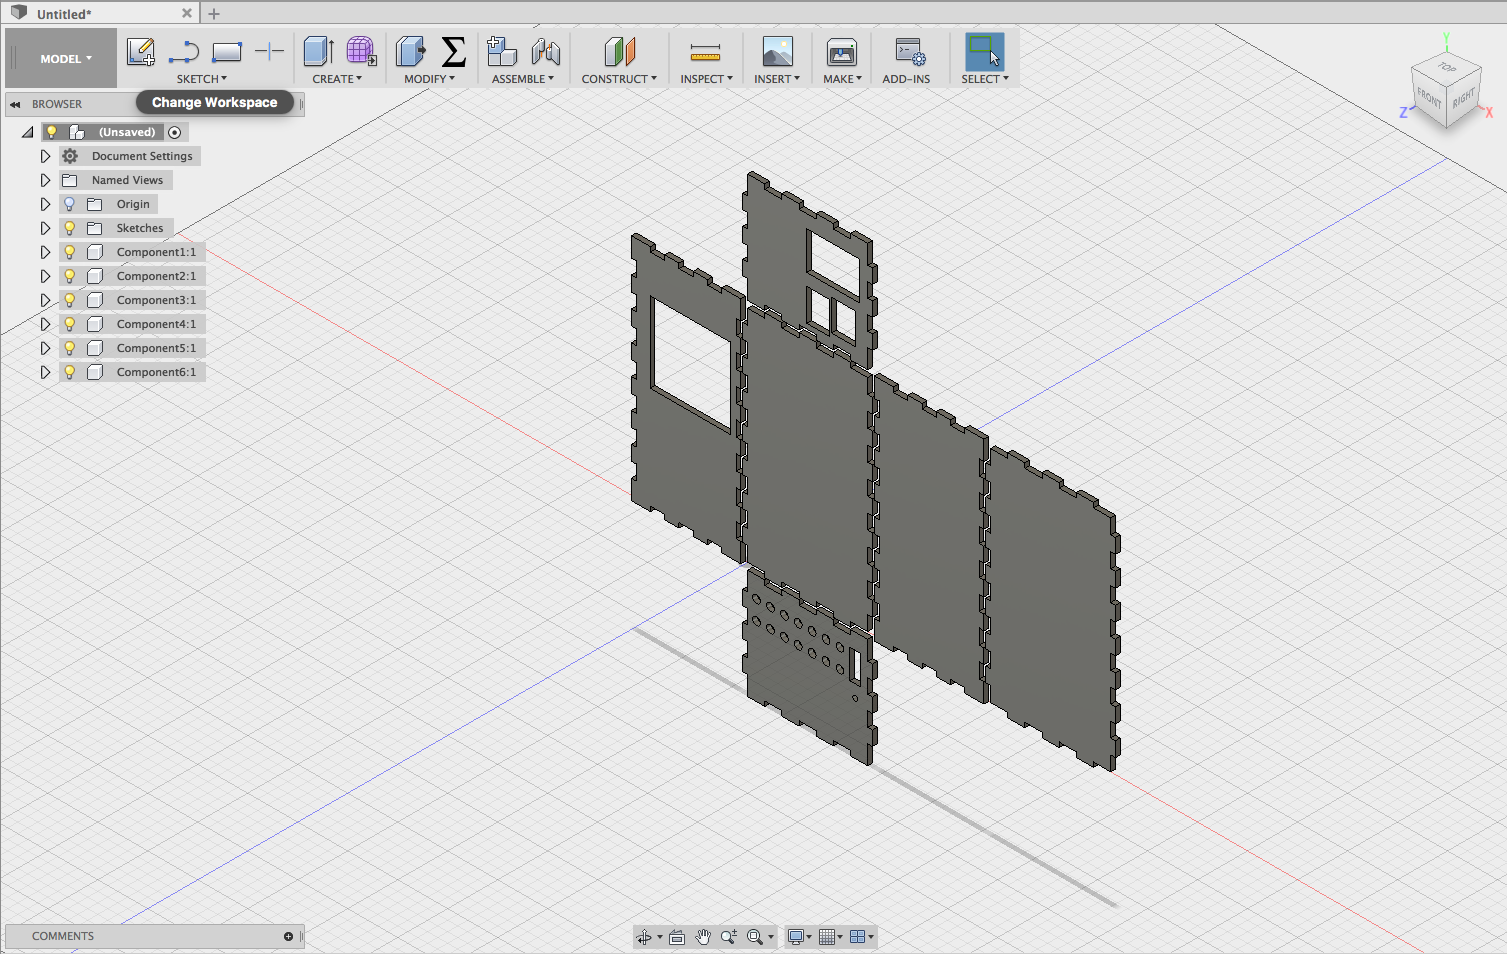 Untitled*
MODEL
SKETCH
CREATE
MODIFY
ASSEMBLE
CONSTRUCT
INSPECT
INSERT
MAKE
ADD-INS
SELECT
BROWSER
Change Workspace
(Unsaved)
Document Settings
Named Views
Origin
Sketches
Component1:1
Component2:1
Component3:1
Component4:1
Component5:1
Component6:1
Y
TOP
FRONT
RIGHT
Z
X
COMMENTS